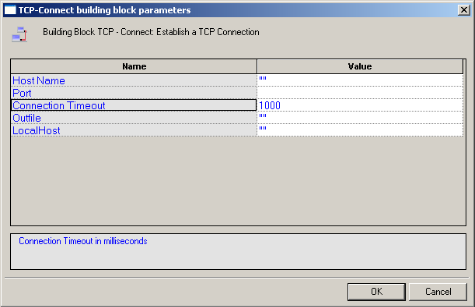 TCP-Connect building block parameters
Building Block TCP - Connect: Establish a TCP Connection
Name Value
Host Name ""
Port
Connection Timeout 1000
Outfile ""
LocalHost ""
Connection Timeout in milliseconds
OK Cancel